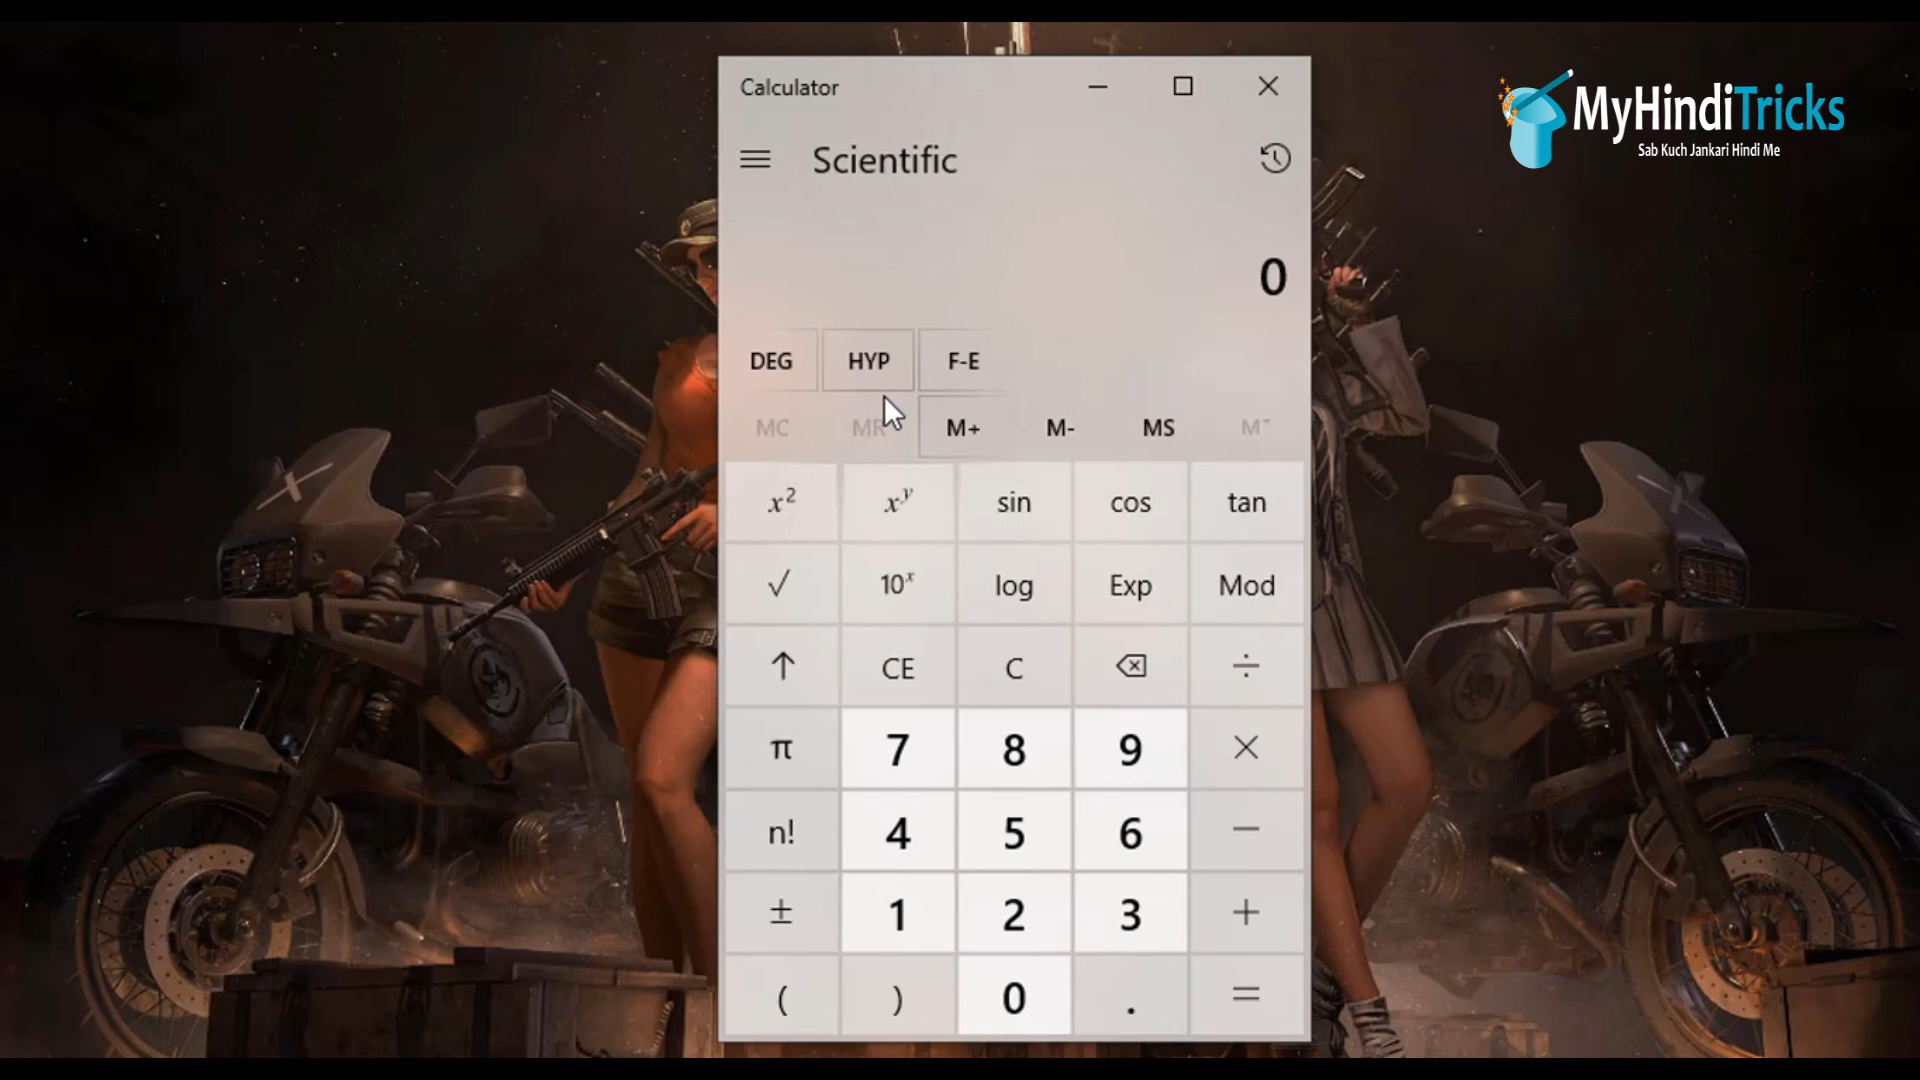 Calculator
MyHindiTricks
Sab Kuch Jankari Hindi Me
Scientific
0
DEG HYP F-E
MC MR M+ M- MS M˅
x² xʸ sin cos tan
√ 10ˣ log Exp Mod
↑ CE C ÷
π 7 8 9 ×
n! 4 5 6 −
± 1 2 3 +
( ) 0 . =